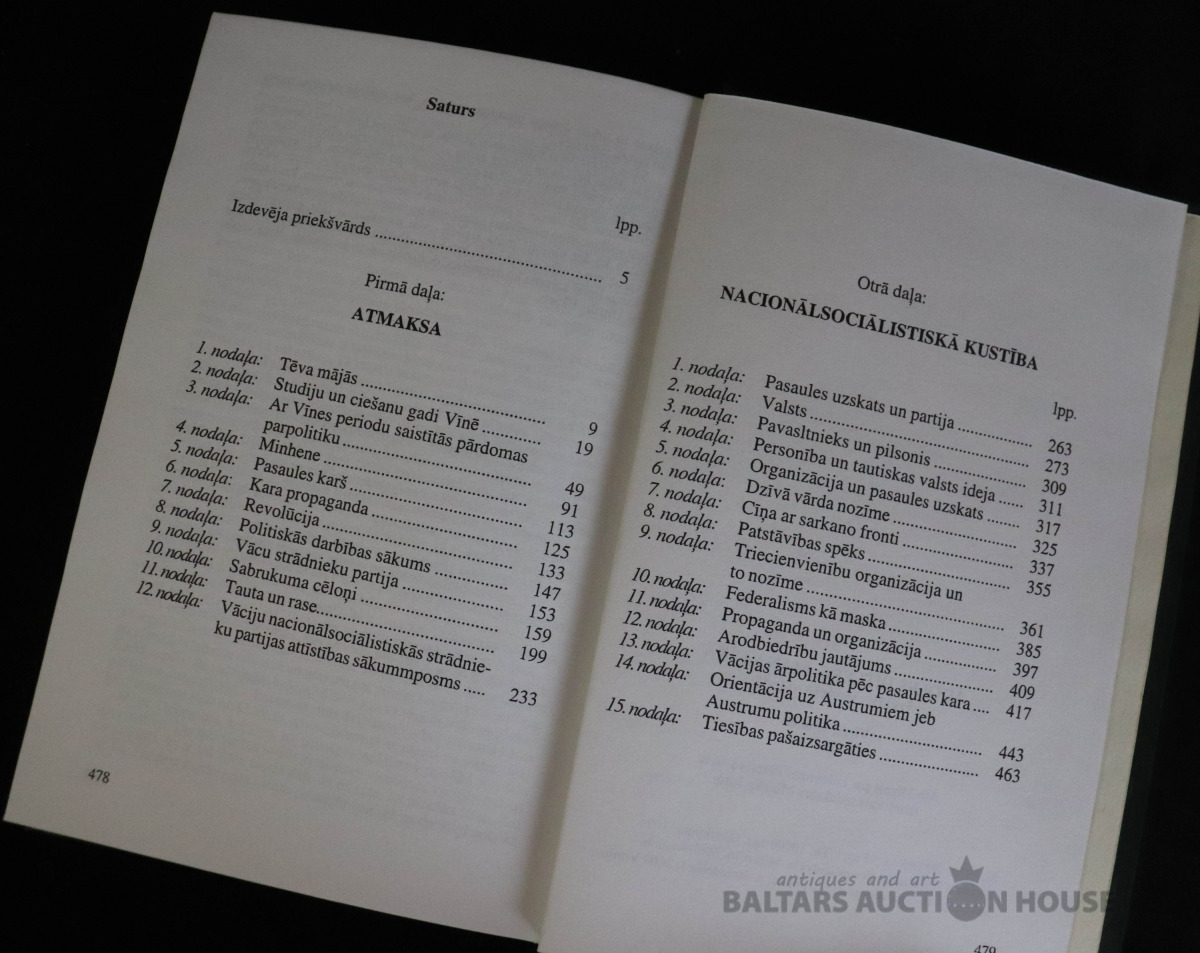 Saturs
lpp.
Izdevēja priekšvārds ........................................................ 5
Pirmā daļa:
ATMAKSA
1. nodaļa: Tēva mājās ............................................. 9
2. nodaļa: Studiju un ciešanu gadi Vīnē .............. 19
3. nodaļa: Ar Vīnes periodu saistītās pārdomas
parpolitiku .............................................. 49
4. nodaļa: Minhene ................................................ 91
5. nodaļa: Pasaules karš ......................................... 113
6. nodaļa: Kara propaganda .................................. 125
7. nodaļa: Revolūcija ............................................. 133
8. nodaļa: Politiskās darbības sākums ................. 147
9. nodaļa: Vācu strādnieku partija ....................... 153
10. nodaļa: Sabrukuma cēloņi ................................ 159
11. nodaļa: Tauta un rase........................................ 199
12. nodaļa: Vāciju nacionālsociālistiskās strādnie-
ku partijas attīstības sākummposms ..... 233
478
Otrā daļa:
NACIONĀLSOCIĀLISTISKĀ KUSTĪBA
lpp.
1. nodaļa: Pasaules uzskats un partija .................. 263
2. nodaļa: Valsts .................................................... 273
3. nodaļa: Pavasltnieks un pilsonis ...................... 309
4. nodaļa: Personība un tautiskas valsts ideja ..... 311
5. nodaļa: Organizācija un pasaules uzskats ....... 317
6. nodaļa: Dzīvā vārda nozīme ............................. 325
7. nodaļa: Cīņa ar sarkano fronti .......................... 337
8. nodaļa: Patstāvības spēks .................................. 355
9. nodaļa: Triecienvienību organizācija un
to nozīme ............................................... 361
10. nodaļa: Federalisms kā maska .......................... 385
11. nodaļa: Propaganda un organizācija ................ 397
12. nodaļa: Arodbiedrību jautājums ....................... 409
13. nodaļa: Vācijas ārpolitika pēc pasaules kara .... 417
14. nodaļa: Orientācija uz Austrumiem jeb
Austrumu politika .................................. 443
15. nodaļa: Tiesības pašaizsargāties ....................... 463
479
antiques and art
BALTARS AUCTION HOUSE